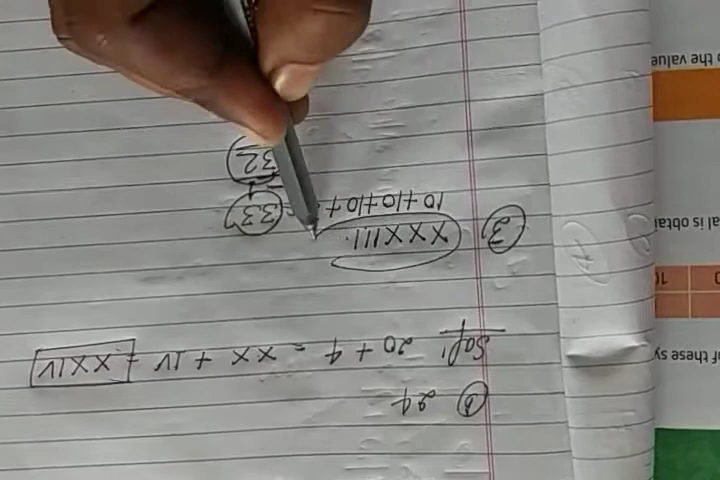 (b) 24
Sol' 20 + 4 = XX + IV = XXIV
3 XXXIII.
10+10+10+ = 33
32
of these sy
10
al is obtai
o the value